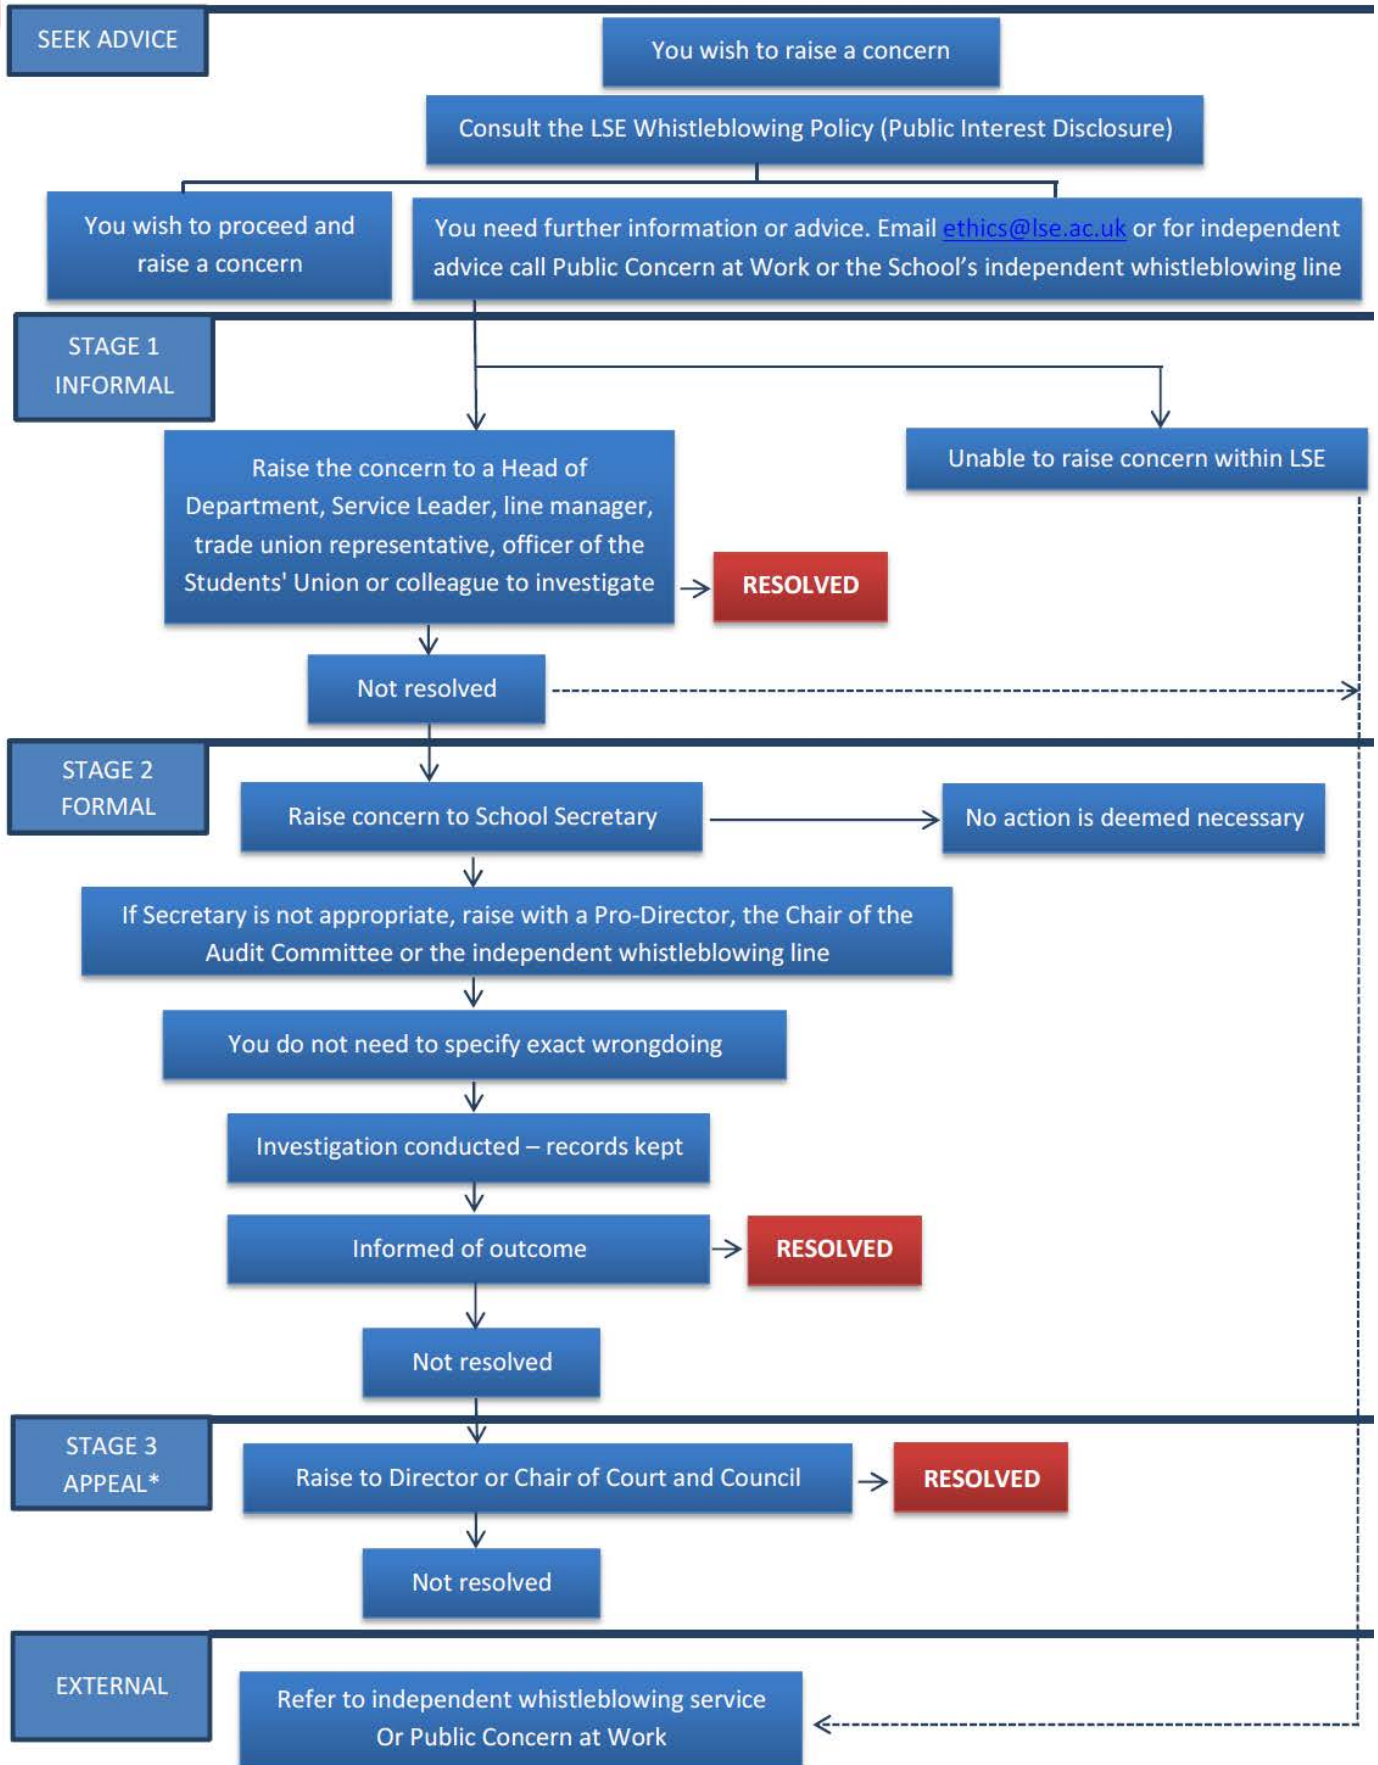 SEEK ADVICE
You wish to raise a concern
Consult the LSE Whistleblowing Policy (Public Interest Disclosure)
You wish to proceed and
raise a concern
You need further information or advice. Email ethics@lse.ac.uk or for independent
advice call Public Concern at Work or the School's independent whistleblowing line
STAGE 1
INFORMAL
Raise the concern to a Head of
Department, Service Leader, line manager,
trade union representative, officer of the
Students' Union or colleague to investigate
Unable to raise concern within LSE
RESOLVED
Not resolved
STAGE 2
FORMAL
Raise concern to School Secretary
No action is deemed necessary
If Secretary is not appropriate, raise with a Pro-Director, the Chair of the
Audit Committee or the independent whistleblowing line
You do not need to specify exact wrongdoing
Investigation conducted – records kept
Informed of outcome
RESOLVED
Not resolved
STAGE 3
APPEAL*
Raise to Director or Chair of Court and Council
RESOLVED
Not resolved
EXTERNAL
Refer to independent whistleblowing service
Or Public Concern at Work